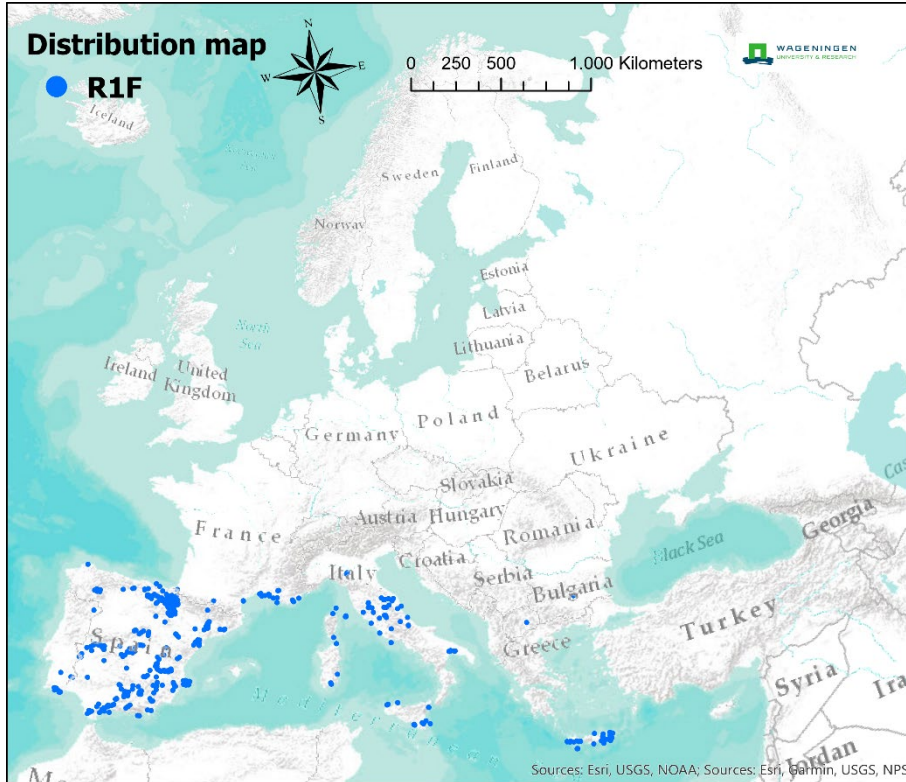 Distribution map
R1F
N
W E
S
0 250 500 1.000 Kilometers
WAGENINGEN
UNIVERSITY & RESEARCH
Iceland
Sweden
Finland
Norway
Estonia
Latvia
Lithuania
North
Sea
Ireland
United
Kingdom
Belarus
Poland
Germany
Ukraine
Slovakia
Austria
Hungary
France
Romania
Croatia
Georgia
Italy
Serbia
Black Sea
Bulgaria
Spain
Greece
Turkey
Syria
Mediterranean
Jordan
Sources: Esri, USGS, NOAA; Sources: Esri, Garmin, USGS, NPS